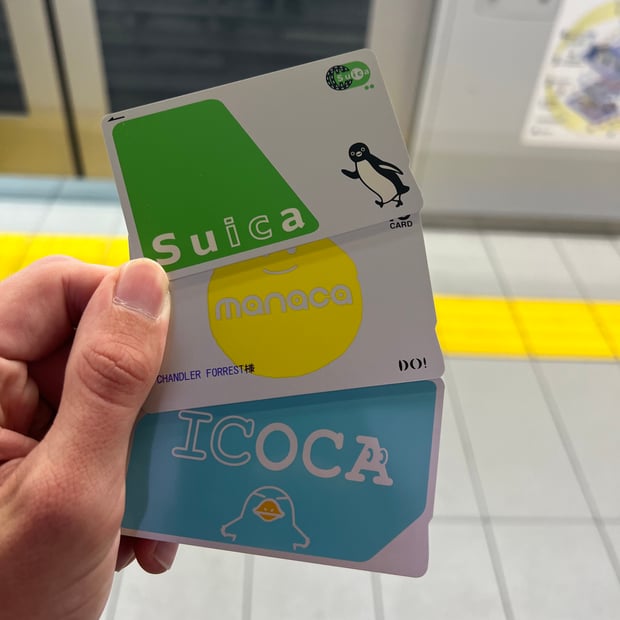 Suica
Suica
CARD
manaca
CHANDLER FORREST様
DO!
ICOCA